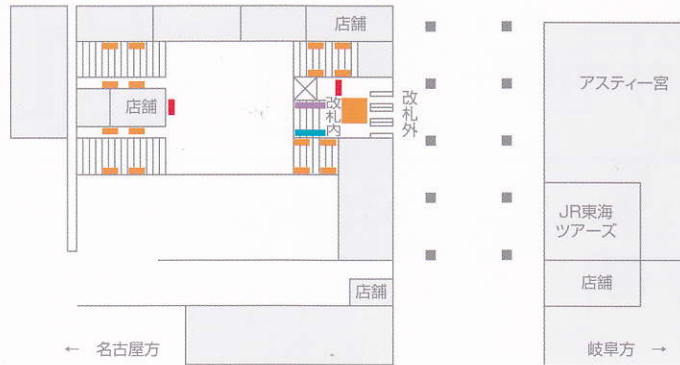 店舗
アスティ一宮
店舗
改札内
改札外
JR東海
ツアーズ
店舗
店舗
← 名古屋方
岐阜方 →